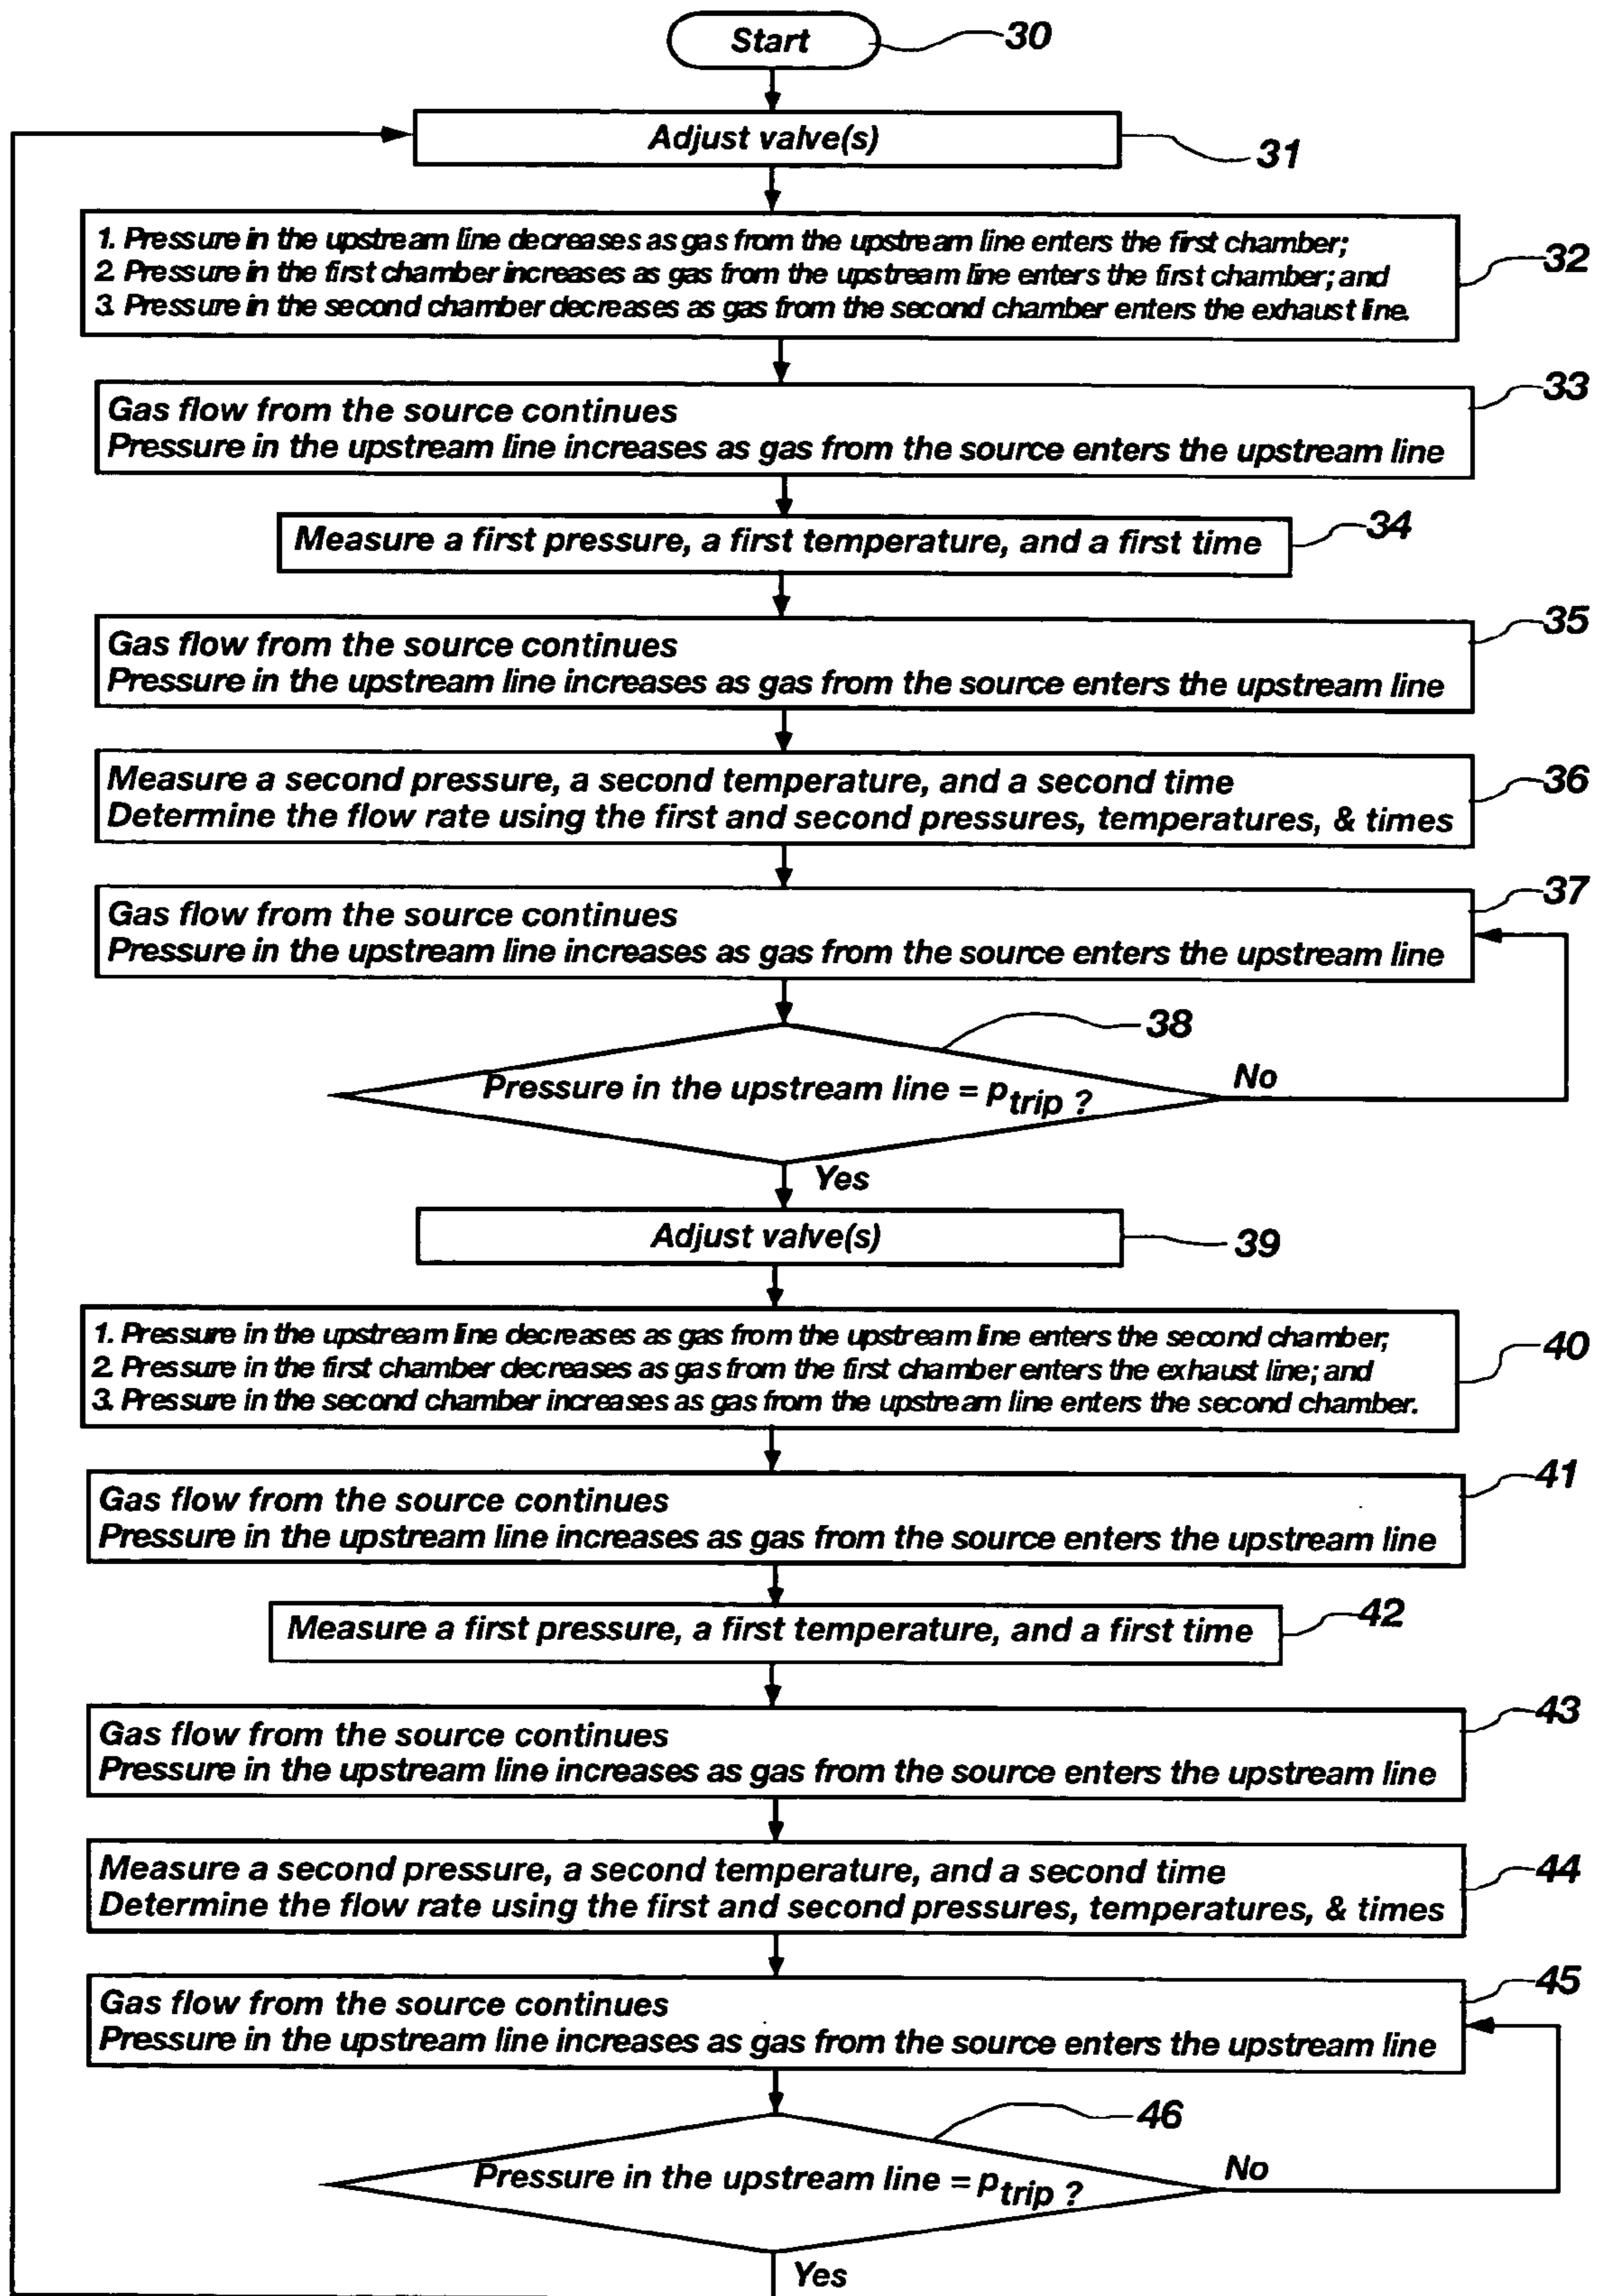 Start
30
Adjust valve(s)
31
1. Pressure in the upstream line decreases as gas from the upstream line enters the first chamber;
2. Pressure in the first chamber increases as gas from the upstream line enters the first chamber; and
3. Pressure in the second chamber decreases as gas from the second chamber enters the exhaust line.
32
Gas flow from the source continues
Pressure in the upstream line increases as gas from the source enters the upstream line
33
Measure a first pressure, a first temperature, and a first time
34
Gas flow from the source continues
Pressure in the upstream line increases as gas from the source enters the upstream line
35
Measure a second pressure, a second temperature, and a second time
Determine the flow rate using the first and second pressures, temperatures, & times
36
Gas flow from the source continues
Pressure in the upstream line increases as gas from the source enters the upstream line
37
38
Pressure in the upstream line = p trip ?
No
Yes
Adjust valve(s)
39
1. Pressure in the upstream line decreases as gas from the upstream line enters the second chamber;
2. Pressure in the first chamber decreases as gas from the first chamber enters the exhaust line; and
3. Pressure in the second chamber increases as gas from the upstream line enters the second chamber.
40
Gas flow from the source continues
Pressure in the upstream line increases as gas from the source enters the upstream line
41
Measure a first pressure, a first temperature, and a first time
42
Gas flow from the source continues
Pressure in the upstream line increases as gas from the source enters the upstream line
43
Measure a second pressure, a second temperature, and a second time
Determine the flow rate using the first and second pressures, temperatures, & times
44
Gas flow from the source continues
Pressure in the upstream line increases as gas from the source enters the upstream line
45
46
Pressure in the upstream line = p trip ?
No
Yes